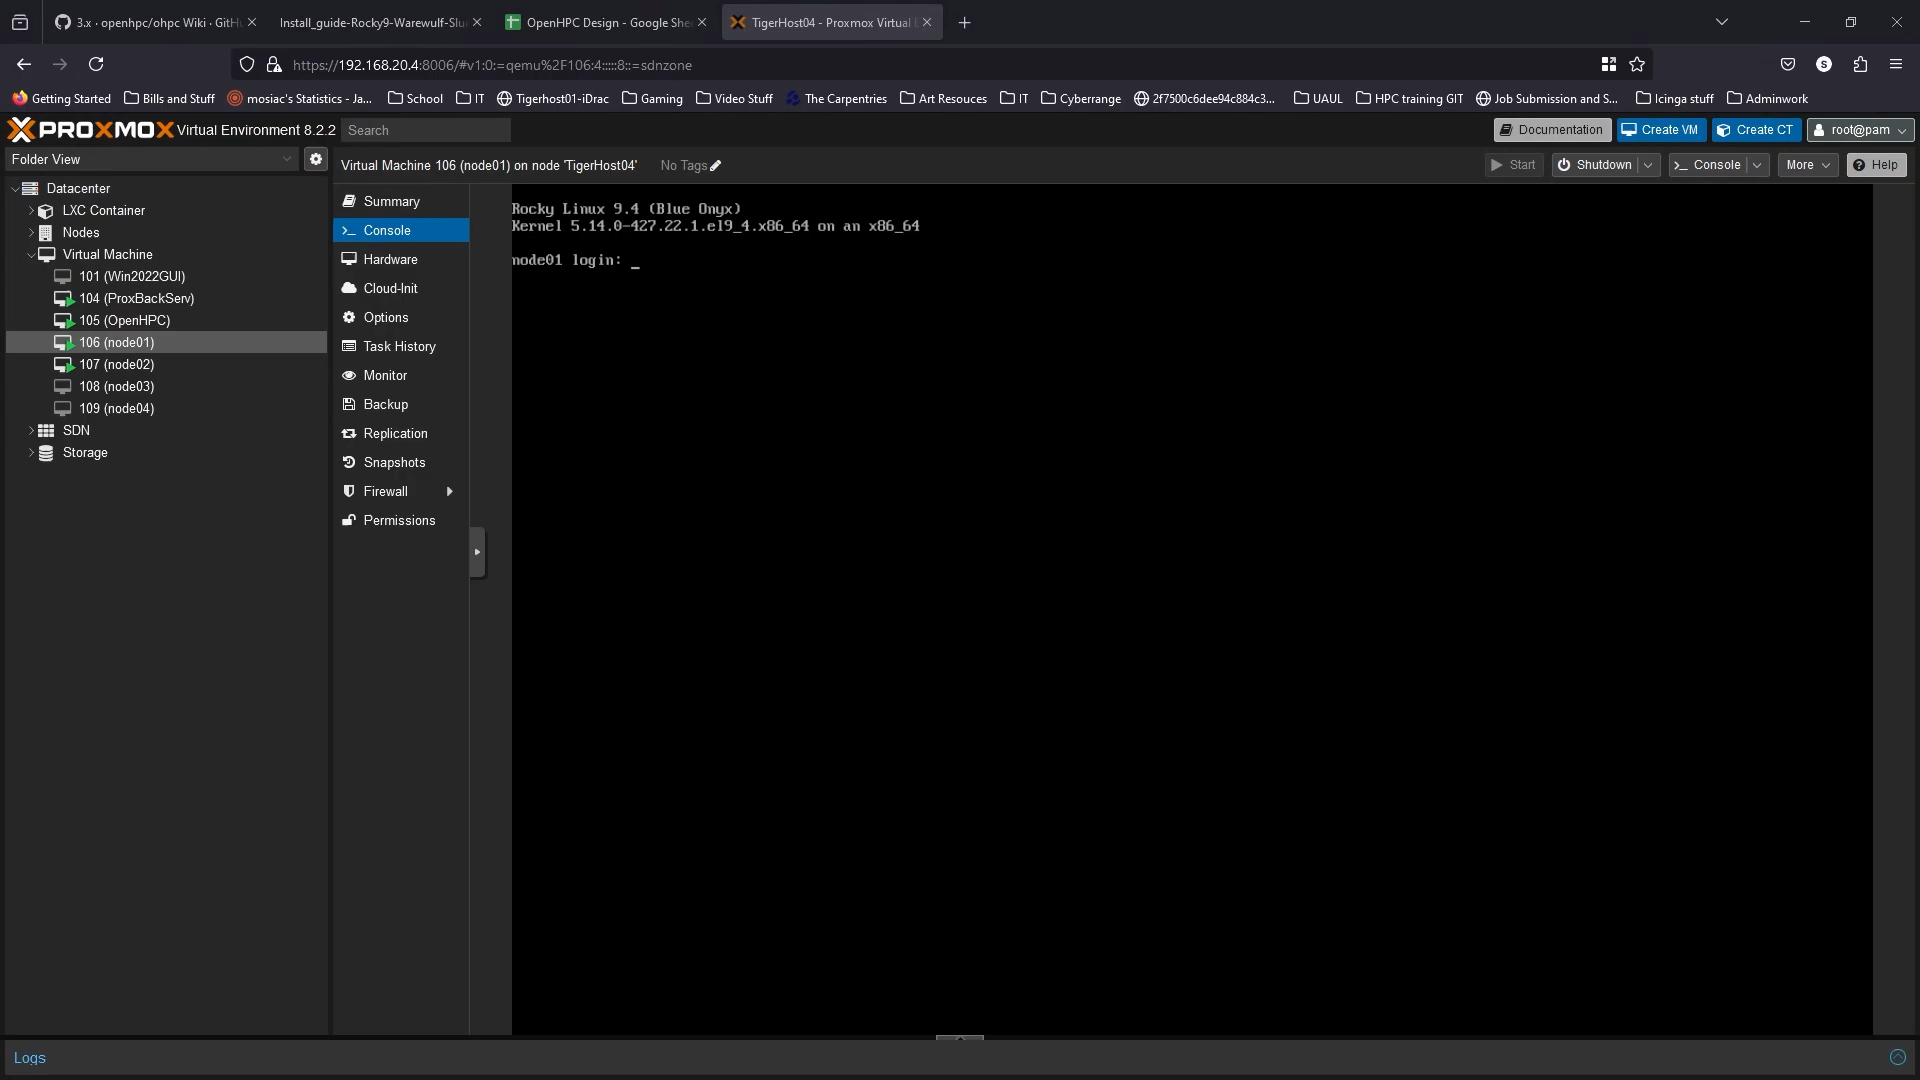 3.x · openhpc/ohpc Wiki · GitH
Install_guide-Rocky9-Warewulf-Slu
OpenHPC Design - Google She
TigerHost04 - Proxmox Virtual
https://192.168.20.4:8006/#v1:0:=qemu%2F106:4:::::8::=sdnzone
S
Getting Started
Bills and Stuff
mosiac's Statistics - Ja...
School
IT
Tigerhost01-iDrac
Gaming
Video Stuff
The Carpentries
Art Resouces
IT
Cyberrange
2f7500c6dee94c884c3...
UAUL
HPC training GIT
Job Submission and S...
Icinga stuff
Adminwork
PROXMOX Virtual Environment 8.2.2
Search
Documentation
Create VM
Create CT
root@pam
Folder View
Virtual Machine 106 (node01) on node 'TigerHost04'
No Tags
Start
Shutdown
Console
More
Help
Datacenter
LXC Container
Nodes
Virtual Machine
101 (Win2022GUI)
104 (ProxBackServ)
105 (OpenHPC)
106 (node01)
107 (node02)
108 (node03)
109 (node04)
SDN
Storage
Summary
Console
Hardware
Cloud-Init
Options
Task History
Monitor
Backup
Replication
Snapshots
Firewall
Permissions
Rocky Linux 9.4 (Blue Onyx)
Kernel 5.14.0-427.22.1.el9_4.x86_64 on an x86_64
node01 login: _
Logs